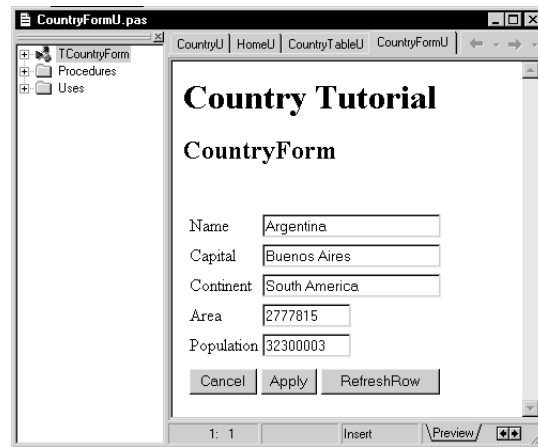 CountryFormU.pas
TCountryForm
Procedures
Uses
CountryU HomeU CountryTableU CountryFormU
Country Tutorial
CountryForm
Name Argentina
Capital Buenos Aires
Continent South America
Area 2777815
Population 32300003
Cancel Apply RefreshRow
1: 1 Insert \Preview/